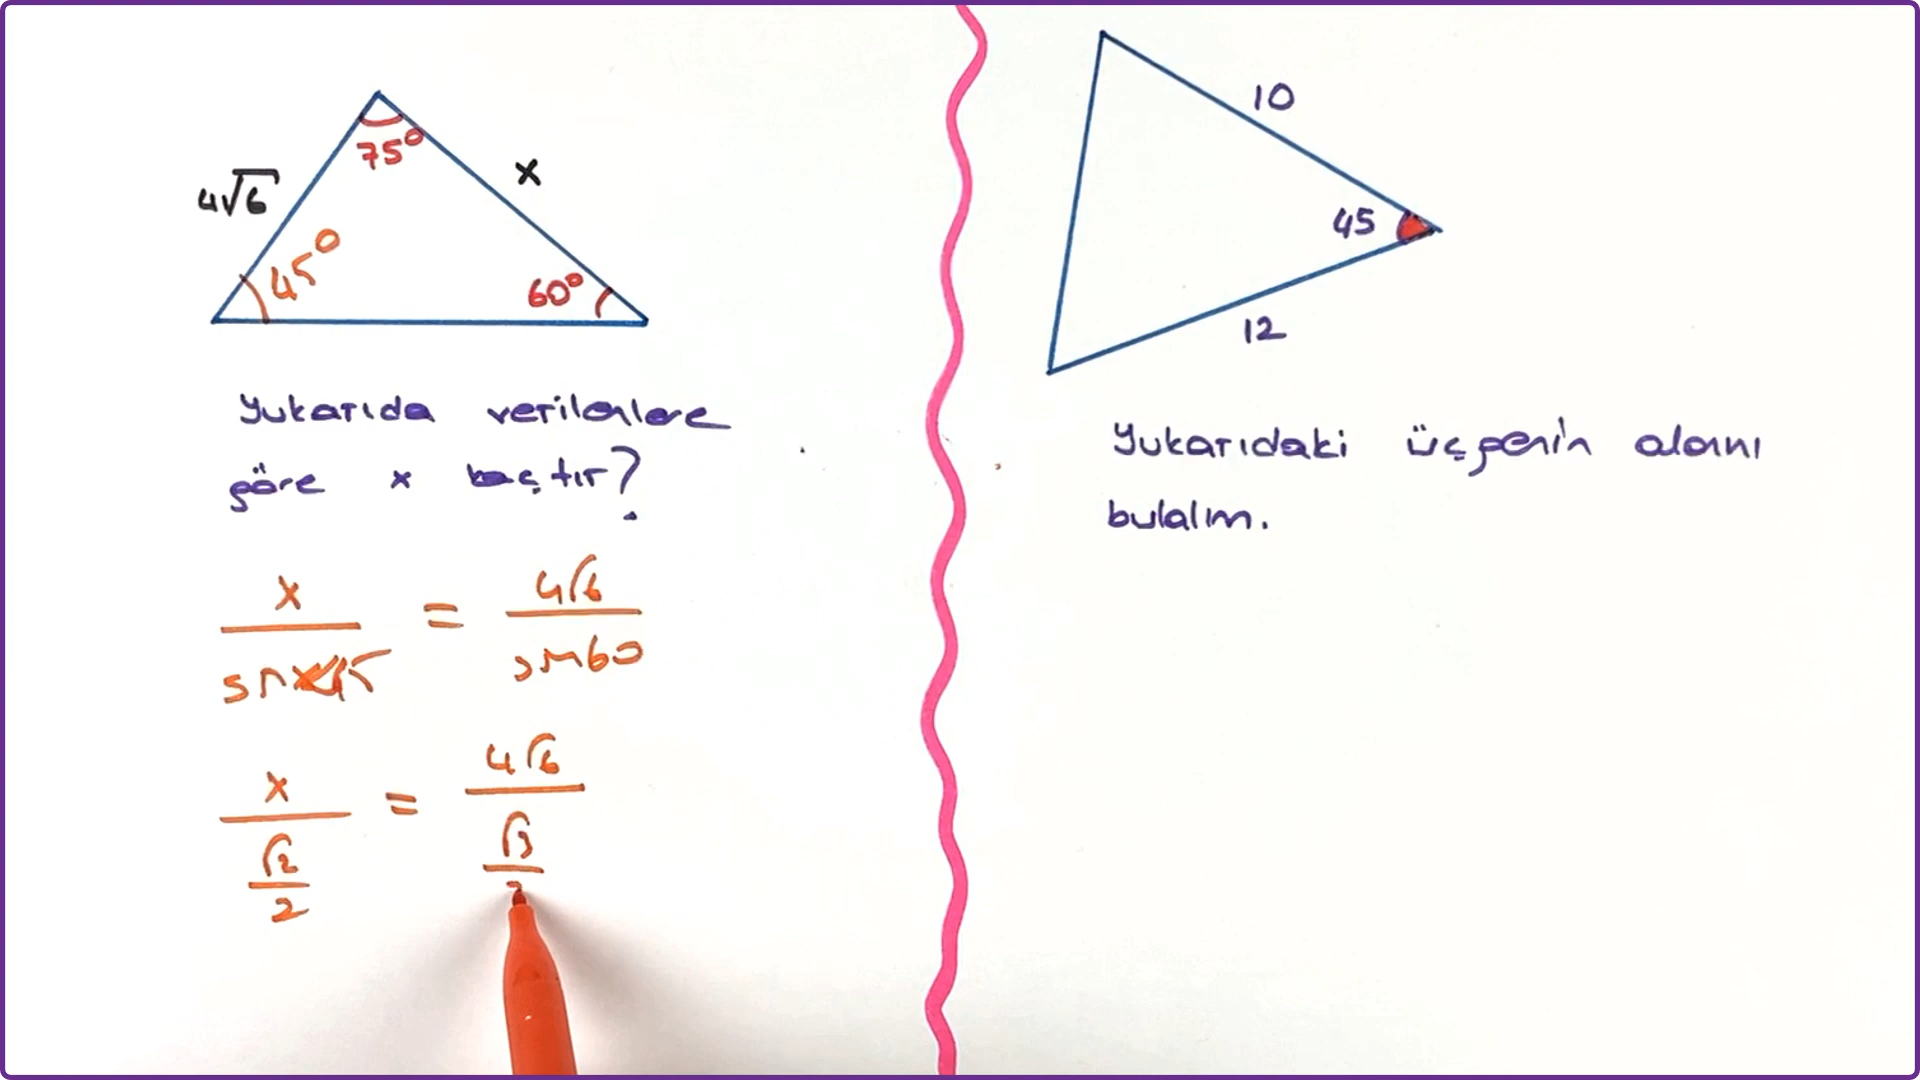 75°
4√6
x
45°
60°
Yukarıda verilenlere
göre x kaçtır?
x = 4√6
sin45 sin60
x = 4√6
√2 √3
2 2
10
45
12
Yukarıdaki üçgenin alanı
bulalım.